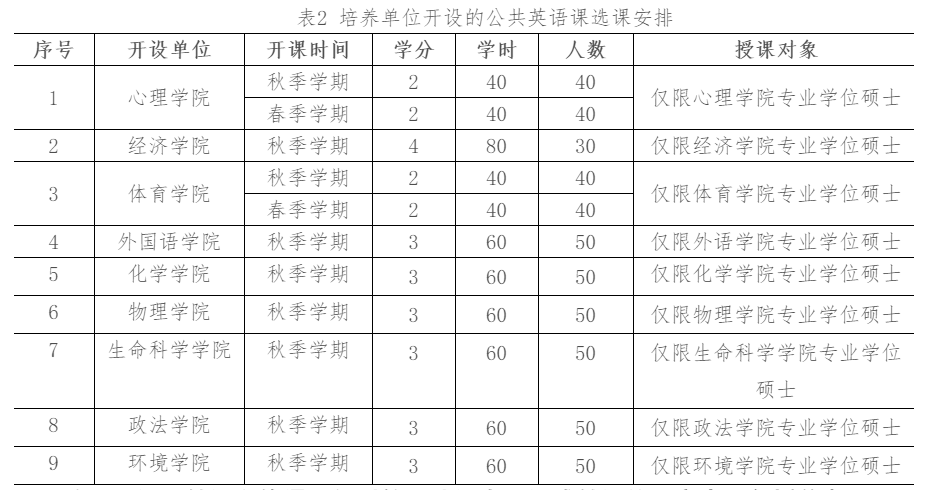 表2 培养单位开设的公共英语课选课安排
序号 开设单位 开课时间 学分 学时 人数 授课对象
1 心理学院 秋季学期 2 40 40 仅限心理学院专业学位硕士
春季学期 2 40 40
2 经济学院 秋季学期 4 80 30 仅限经济学院专业学位硕士
3 体育学院 秋季学期 2 40 40 仅限体育学院专业学位硕士
春季学期 2 40 40
4 外国语学院 秋季学期 3 60 50 仅限外语学院专业学位硕士
5 化学学院 秋季学期 3 60 50 仅限化学学院专业学位硕士
6 物理学院 秋季学期 3 60 50 仅限物理学院专业学位硕士
7 生命科学学院 秋季学期 3 60 50 仅限生命科学学院专业学位
硕士
8 政法学院 秋季学期 3 60 50 仅限政法学院专业学位硕士
9 环境学院 秋季学期 3 60 50 仅限环境学院专业学位硕士